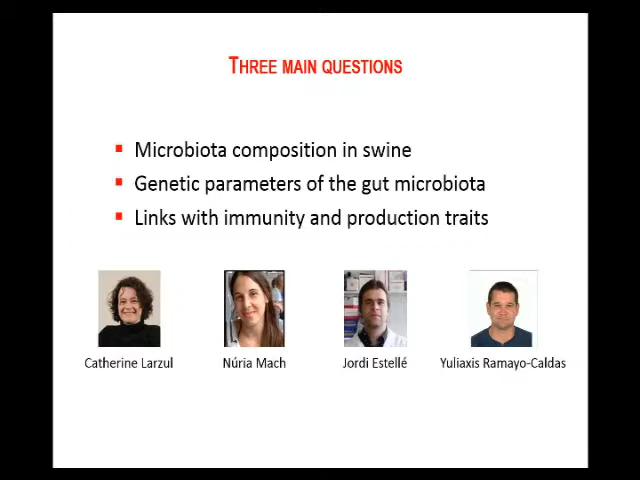 THREE MAIN QUESTIONS
Microbiota composition in swine
Genetic parameters of the gut microbiota
Links with immunity and production traits
Catherine Larzul
Núria Mach
Jordi Estellé
Yuliaxis Ramayo-Caldas